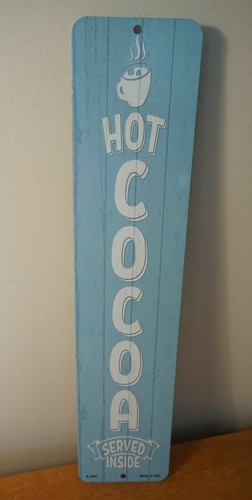 HOT
COCOA
SERVED
INSIDE